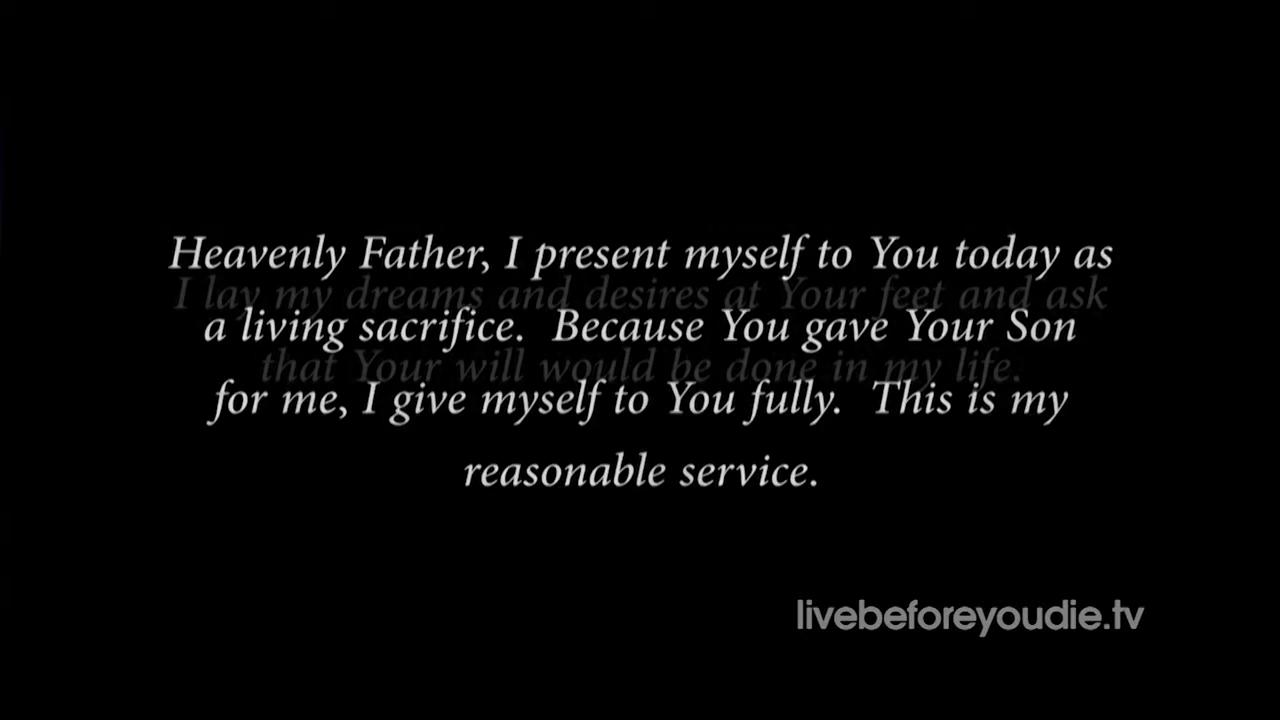 Heavenly Father, I present myself to You today as
I lay my dreams and desires at Your feet and ask
a living sacrifice.  Because You gave Your Son
that Your will would be done in my life.
for me, I give myself to You fully.  This is my
reasonable service.
livebeforeyoudie.tv